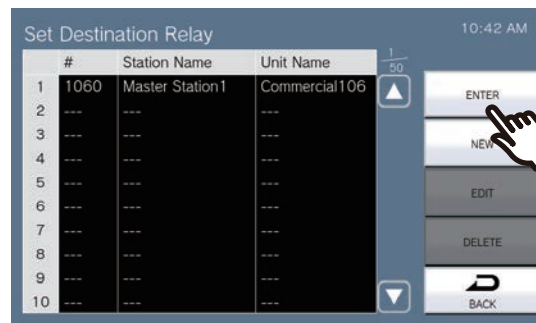 Set Destination Relay 10:42 AM
# Station Name Unit Name 1/50
1 1060 Master Station1 Commercial106
2 --- --- ---
3 --- --- ---
4 --- --- ---
5 --- --- ---
6 --- --- ---
7 --- --- ---
8 --- --- ---
9 --- --- ---
10 --- --- ---
ENTER
NEW
EDIT
DELETE
BACK